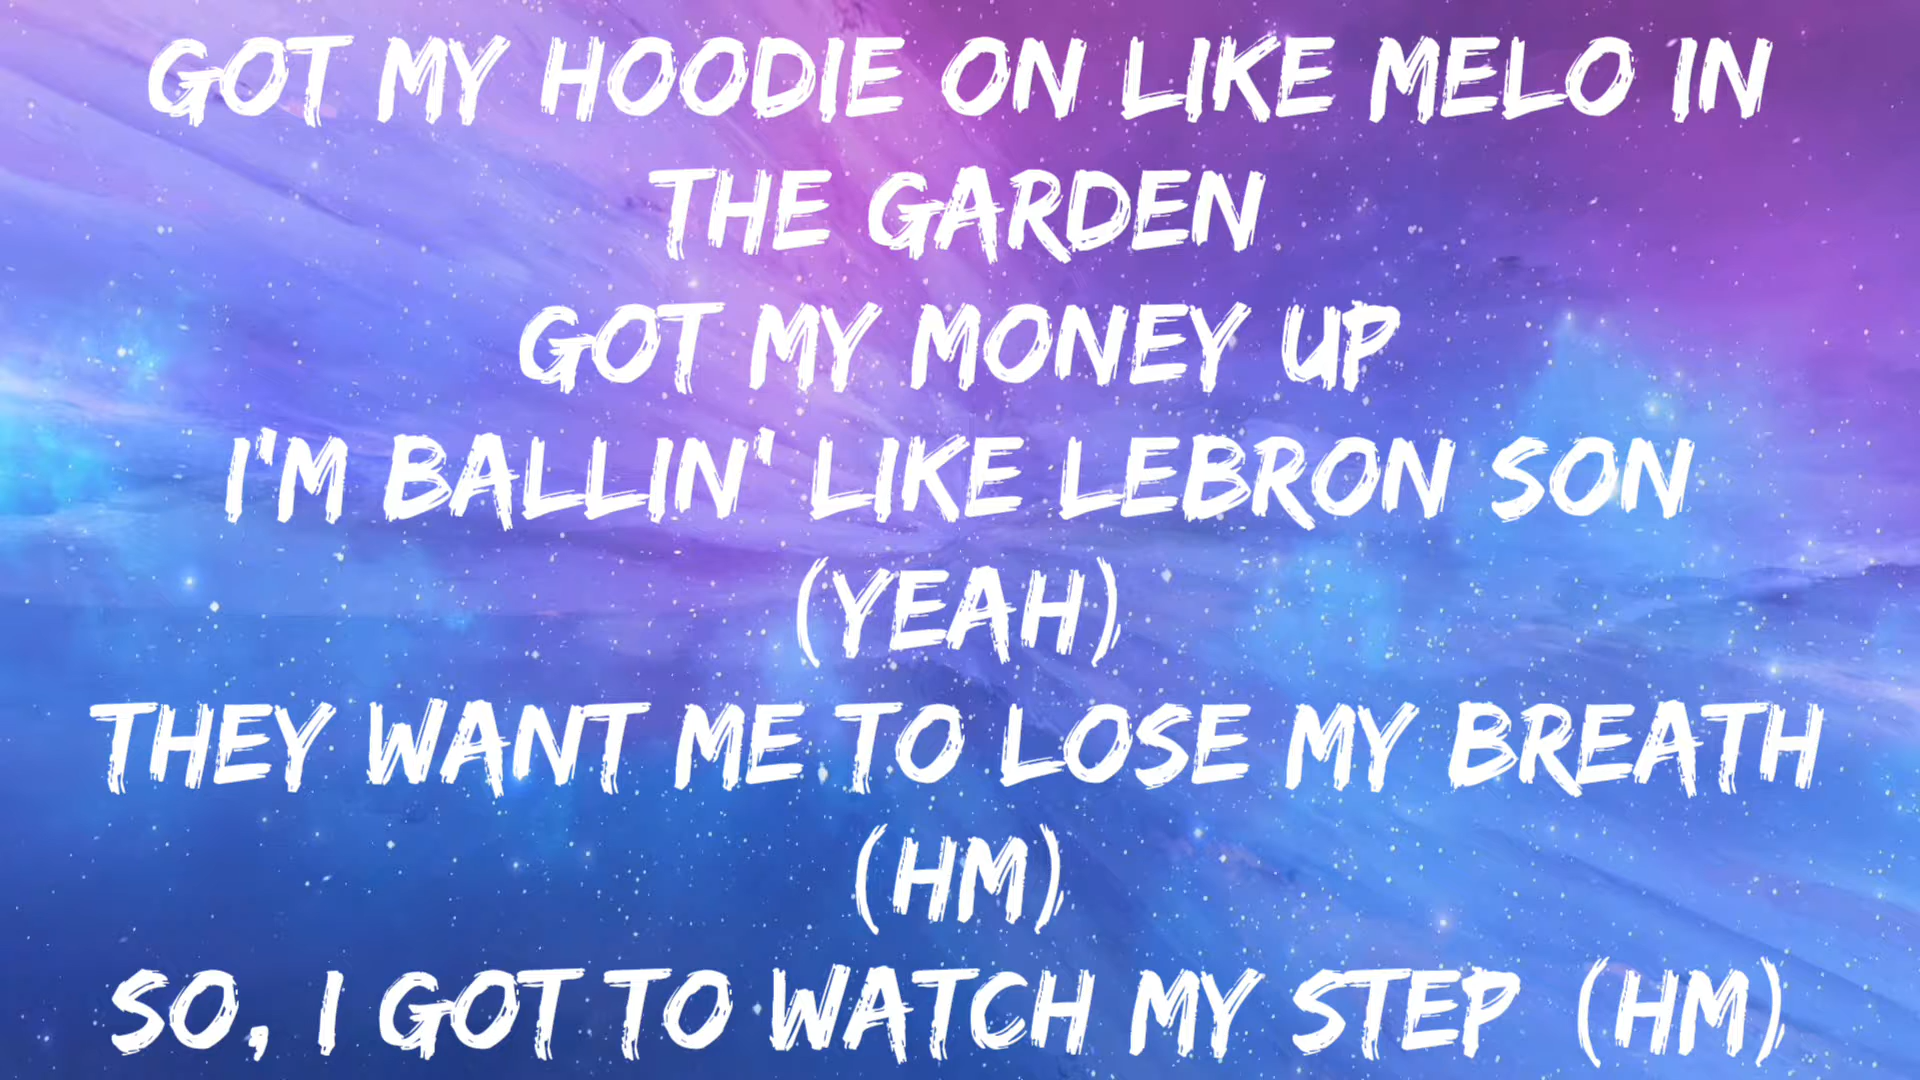 GOT MY HOODIE ON LIKE MELO IN
THE GARDEN
GOT MY MONEY UP
I'M BALLIN' LIKE LEBRON SON
(YEAH)
THEY WANT ME TO LOSE MY BREATH
(HM)
SO, I GOT TO WATCH MY STEP (HM)